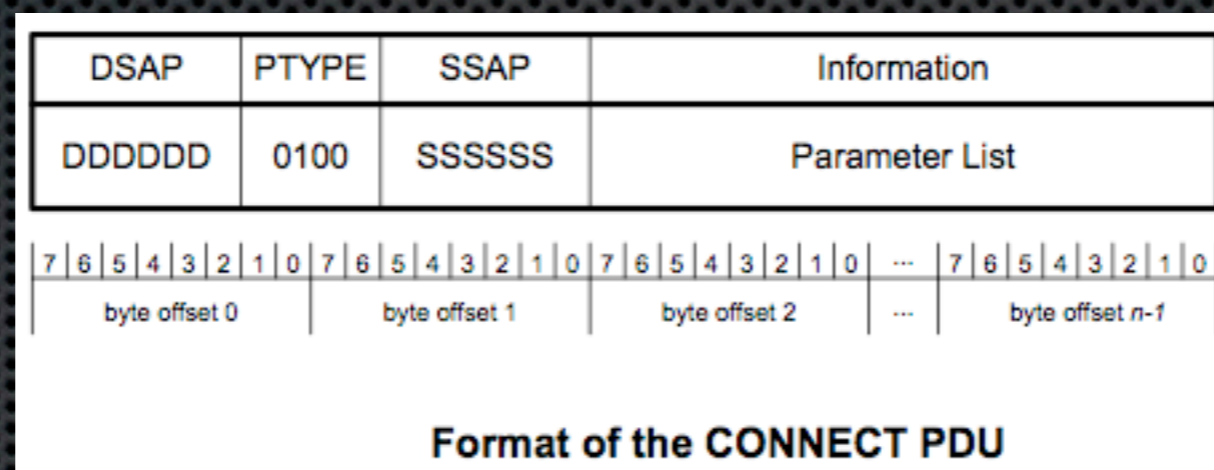 DSAP PTYPE SSAP Information
DDDDDD 0100 SSSSSS Parameter List
7 6 5 4 3 2 1 0 7 6 5 4 3 2 1 0 7 6 5 4 3 2 1 0 ... 7 6 5 4 3 2 1 0
byte offset 0 byte offset 1 byte offset 2 ... byte offset n-1
Format of the CONNECT PDU